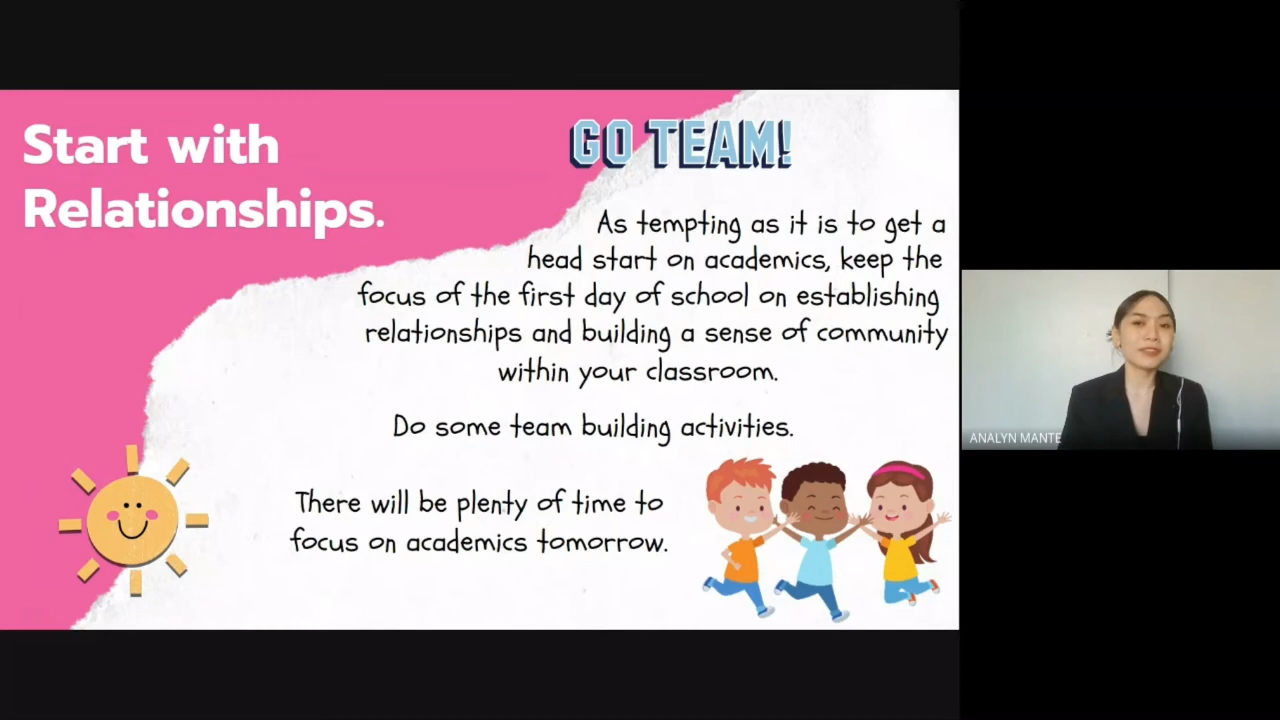 Start with
Relationships.
GO TEAM!
As tempting as it is to get a
head start on academics, keep the
focus of the first day of school on establishing
relationships and building a sense of community
within your classroom.
Do some team building activities.
There will be plenty of time to
focus on academics tomorrow.
ANALYN MANTE